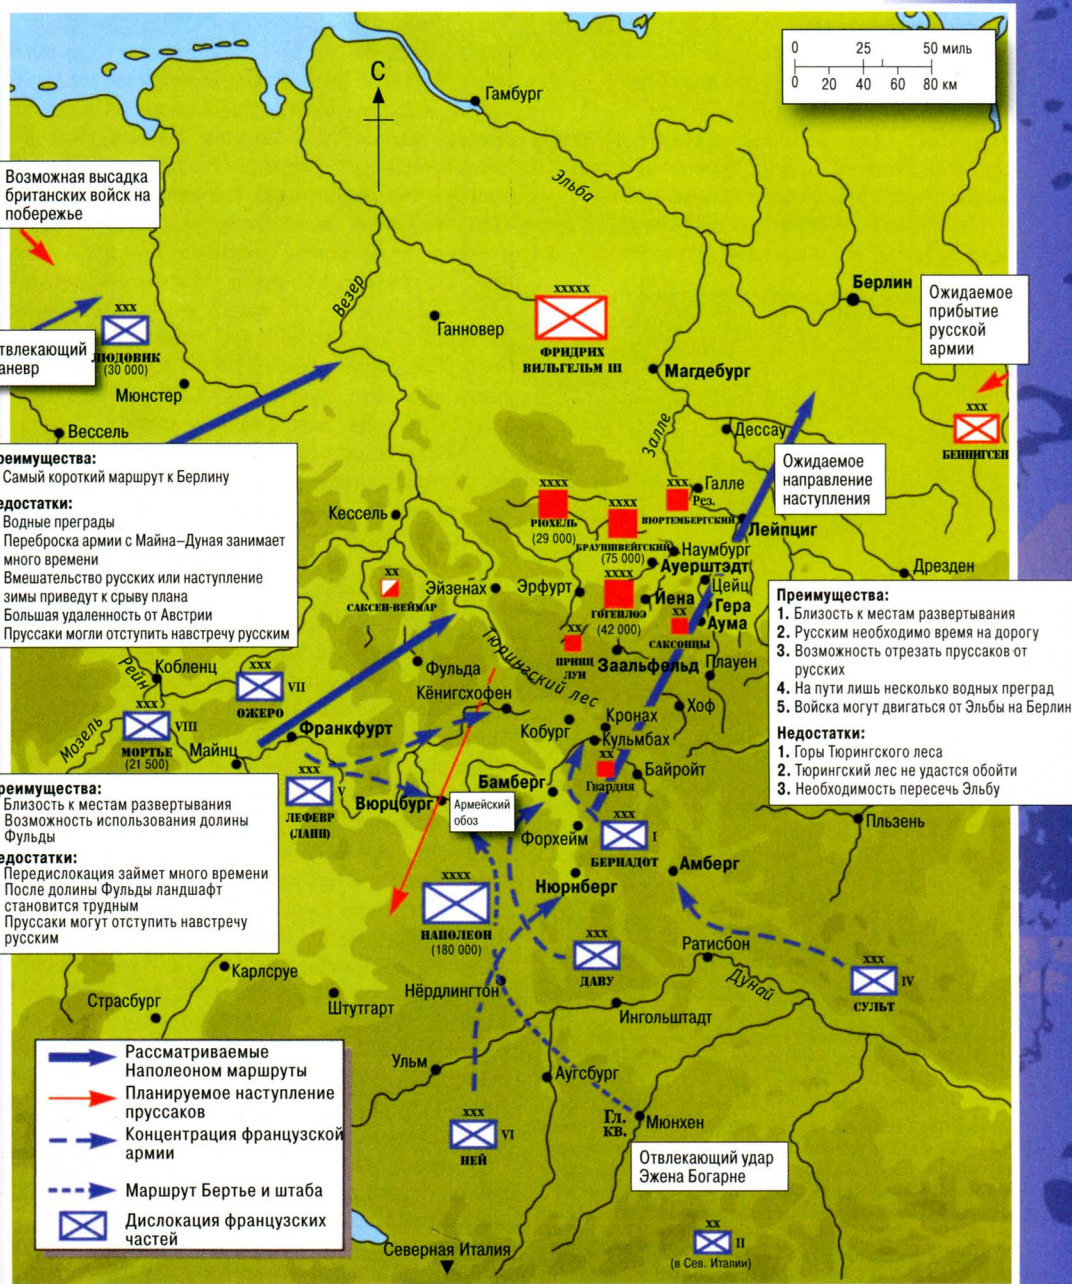 0 25 50 миль
0 20 40 60 80 км
С
Гамбург
Эльба
Возможная высадка
британских войск на
побережье
Везер
Берлин
Ожидаемое
прибытие
русской
армии
XXX
ЛЮДОВИК
(30 000)
твлекающий
аневр
Мюнстер
Вессель
Ганновер
XXXXX
ФРИДРИХ
ВИЛЬГЕЛЬМ III
Магдебург
XXX
БЕННИГСЕН
Залле
Дессау
Ожидаемое
направление
наступления
реимущества:
Самый короткий маршрут к Берлину
едостатки:
Водные преграды
Переброска армии с Майна–Дуная занимает
много времени
Вмешательство русских или наступление
зимы приведут к срыву плана
Большая удаленность от Австрии
Пруссаки могли отступить навстречу русским
Кессель
XXXX
РЮХЕЛЬ
(29 000)
XXXX
БРАУНШВЕЙГСКИЙ
(75 000)
XXX
Рез.
ВЮРТЕМБЕРГСКИЙ
Галле
Лейпциг
Наумбург
Ауерштэдт
Дрезден
XX
САКСЕН-ВЕЙМАР
Эйзенах
Эрфурт
XXXX
ГОГЕНЛОЭ
(42 000)
Йена
Цейц
Гера
Аума
XX
САКСОНЦЫ
XX
ПРИНЦ
ЛУИ
Заальфельд
Плауен
Преимущества:
1. Близость к местам развертывания
2. Русским необходимо время на дорогу
3. Возможность отрезать пруссаков от
русских
4. На пути лишь несколько водных преград
5. Войска могут двигаться от Эльбы на Берлин
Недостатки:
1. Горы Тюрингского леса
2. Тюрингский лес не удастся обойти
3. Необходимость пересечь Эльбу
Рейн
Кобленц
XXX
VII
ОЖЕРО
Фульда
Тюрингский лес
Кёнигсхофен
Мозель
XXX
VIII
МОРТЬЕ
(21 500)
Майнц
Франкфурт
Кобург
Кронах
Кульмбах
Хоф
XX
Гвардия
Байройт
XXX
V
ЛЕФЕВР
(ЛАНН)
Вюрцбург
Армейский
обоз
Бамберг
Форхейм
XXX
I
БЕРНАДОТ
Пльзень
Амберг
Нюрнберг
реимущества:
Близость к местам развертывания
Возможность использования долины
Фульды
едостатки:
Передислокация займет много времени
После долины Фульды ландшафт
становится трудным
Пруссаки могут отступить навстречу
русским
XXXX
НАПОЛЕОН
(180 000)
XXX
ДАВУ
Ратисбон
Дунай
XXX
IV
СУЛЬТ
Карлсруе
Страсбург
Штутгарт
Нёрдлингтон
Ингольштадт
Ульм
Аугсбург
XXX
VI
НЕЙ
Гл.
КВ.
Мюнхен
Отвлекающий удар
Эжена Богарне
XX
II
(в Сев. Италии)
Северная Италия
Рассматриваемые
Наполеоном маршруты
Планируемое наступление
пруссаков
Концентрация французской
армии
Маршрут Бертье и штаба
Дислокация французских
частей